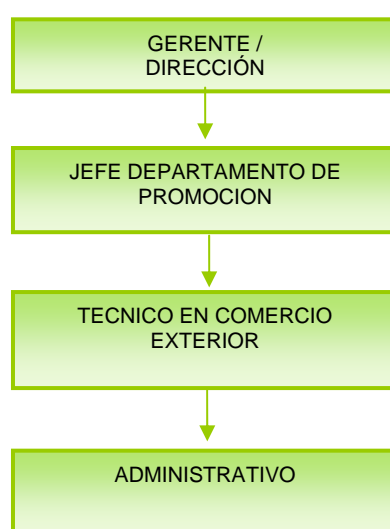 GERENTE /
DIRECCIÓN
JEFE DEPARTAMENTO DE
PROMOCION
TECNICO EN COMERCIO
EXTERIOR
ADMINISTRATIVO